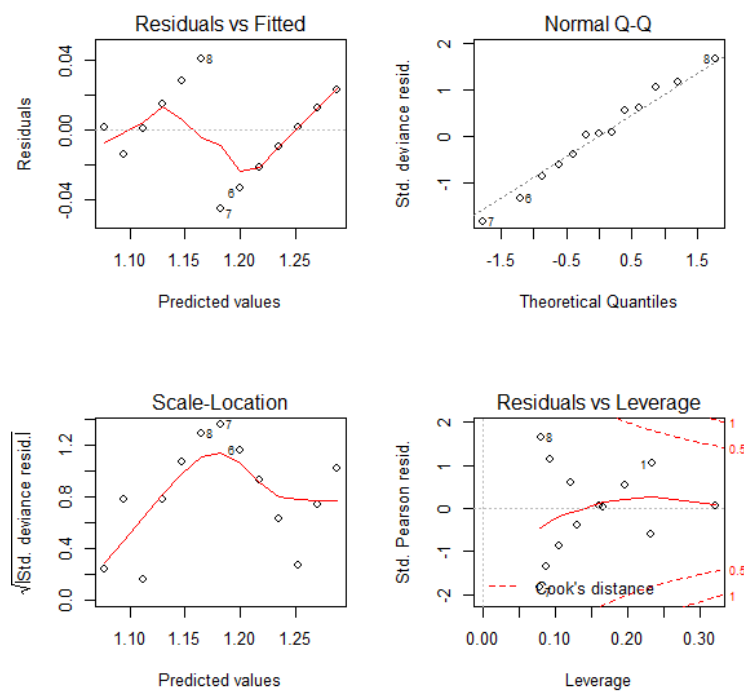 Residuals vs Fitted
Residuals
0.04
0.00
-0.04
8
6
7
1.10 1.15 1.20 1.25
Predicted values
Normal Q-Q
Std. deviance resid.
2
1
0
-1
8
6
7
-1.5 -0.5 0.5 1.5
Theoretical Quantiles
Scale-Location
√|Std. deviance resid.|
1.2
0.8
0.4
0.0
7
8
6
1.10 1.15 1.20 1.25
Predicted values
Residuals vs Leverage
Std. Pearson resid.
2
1
0
-1
-2
8
1
7
1
0.5
0.5
1
Cook's distance
0.00 0.10 0.20 0.30
Leverage